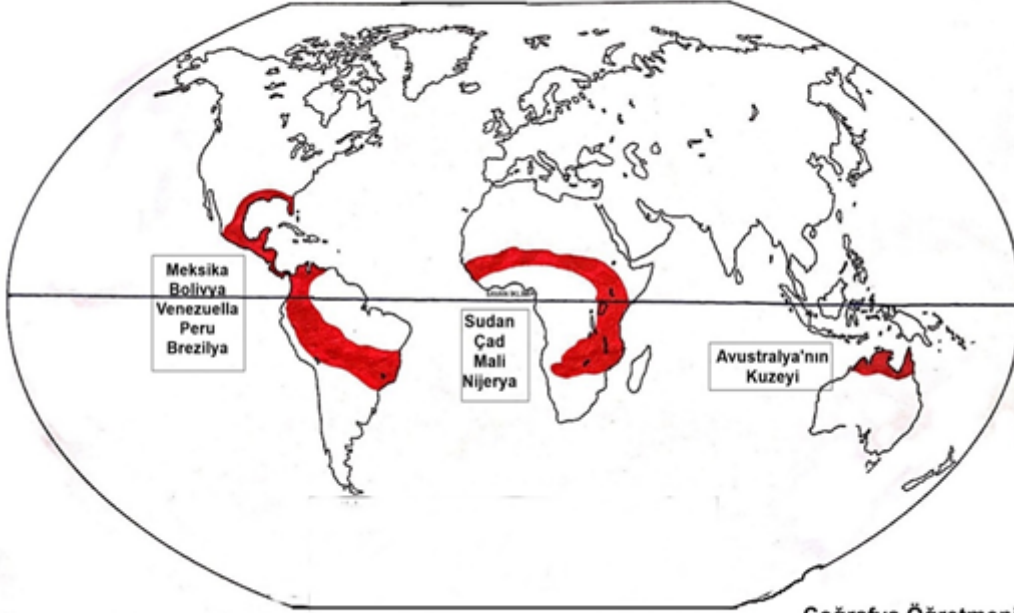 Meksika
Bolivya
Venezuella
Peru
Brezilya
Sudan
Çad
Mali
Nijerya
Avustralya'nın
Kuzeyi